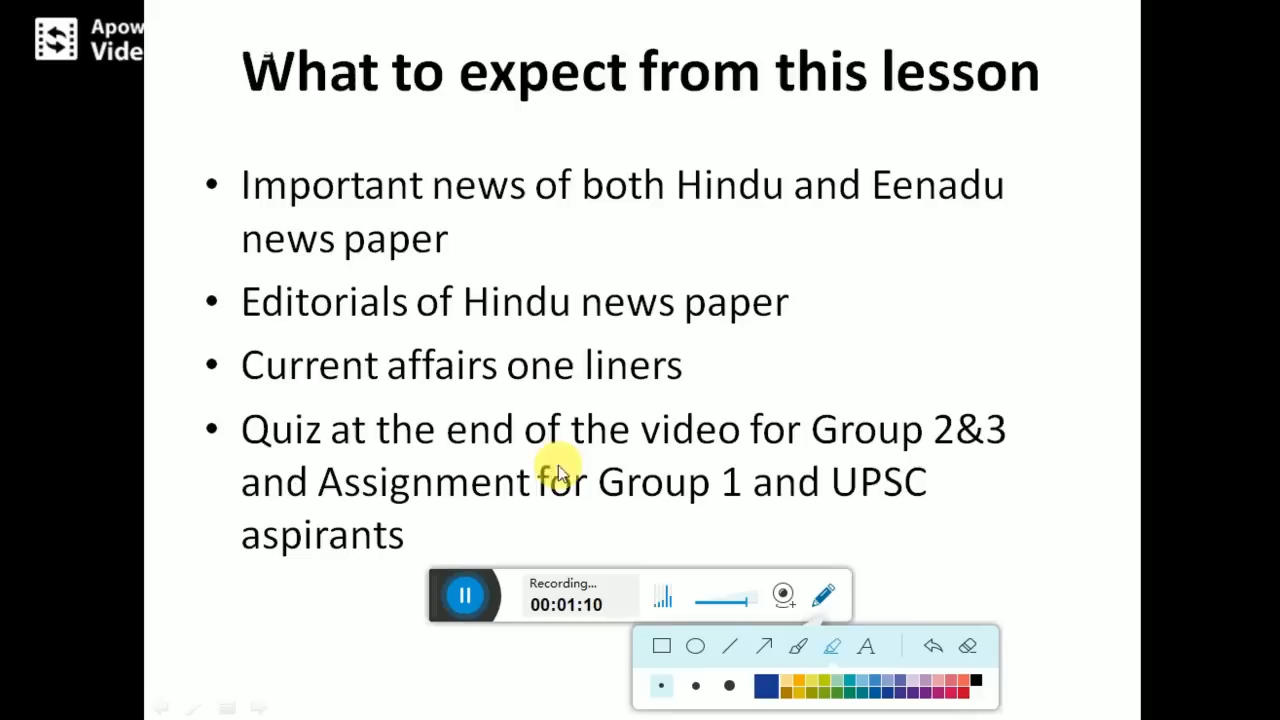 Apow
Vide
What to expect from this lesson
• Important news of both Hindu and Eenadu
news paper
• Editorials of Hindu news paper
• Current affairs one liners
• Quiz at the end of the video for Group 2&3
and Assignment for Group 1 and UPSC
aspirants
Recording...
00:01:10
A